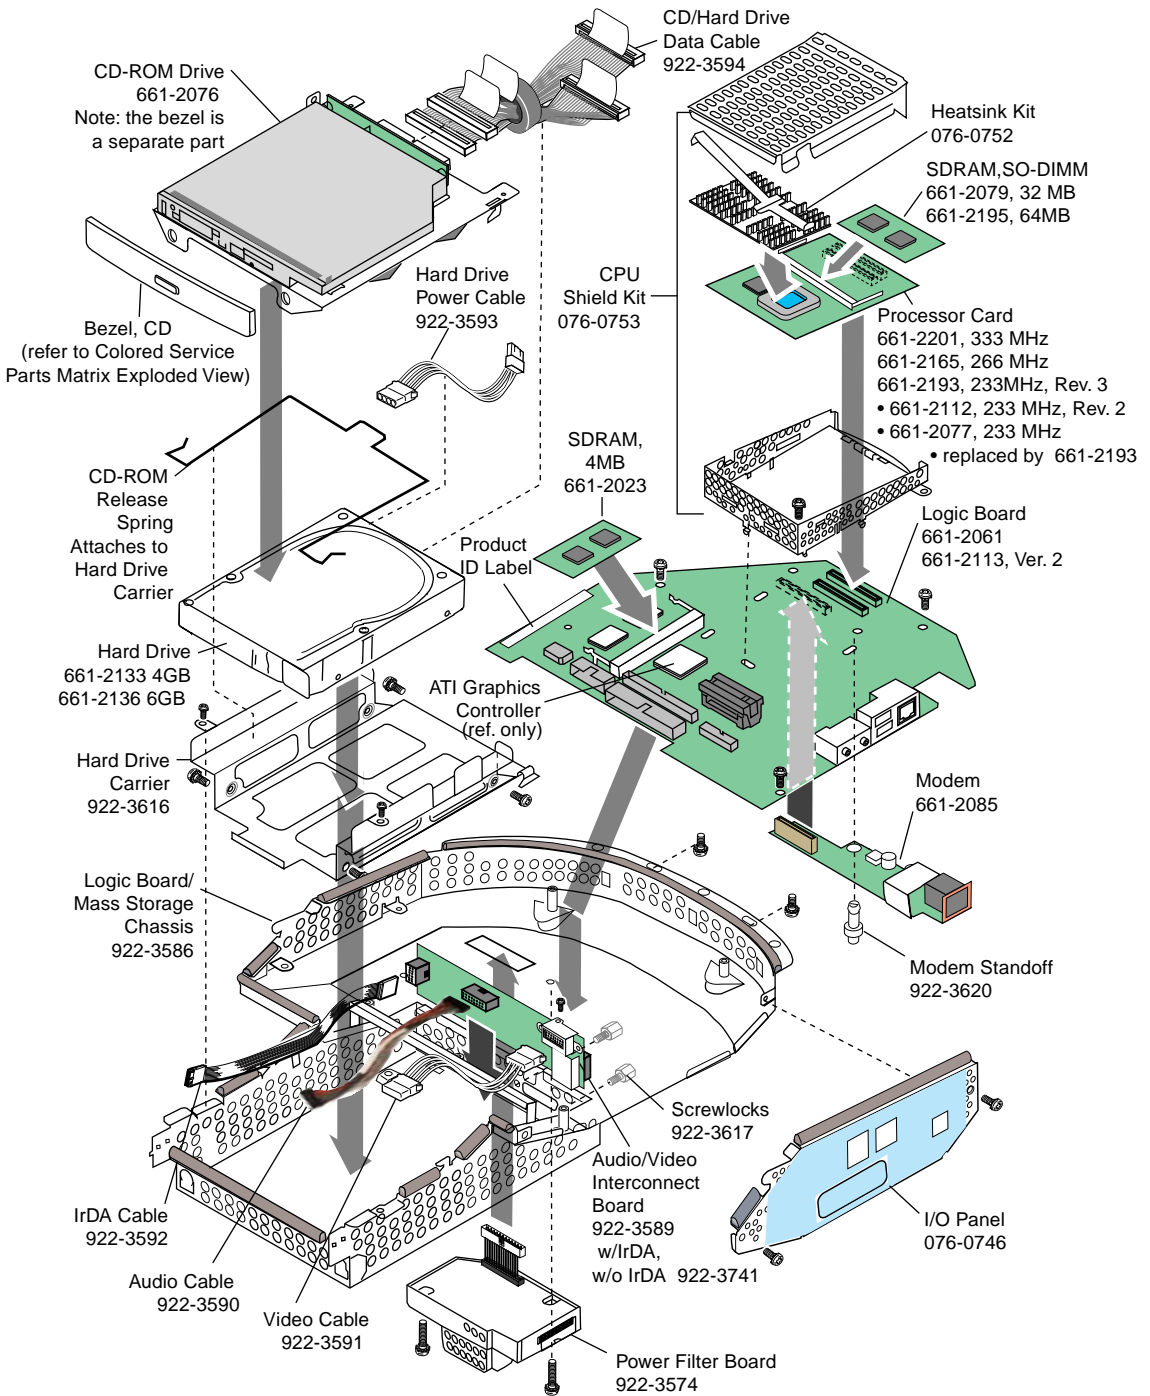 CD/Hard Drive
Data Cable
922-3594
CD-ROM Drive
661-2076
Note: the bezel is
a separate part
Heatsink Kit
076-0752
SDRAM,SO-DIMM
661-2079, 32 MB
661-2195, 64MB
Hard Drive
Power Cable
922-3593
CPU
Shield Kit
076-0753
Bezel, CD
(refer to Colored Service
Parts Matrix Exploded View)
Processor Card
661-2201, 333 MHz
661-2165, 266 MHz
661-2193, 233MHz, Rev. 3
• 661-2112, 233 MHz, Rev. 2
• 661-2077, 233 MHz
• replaced by 661-2193
SDRAM,
4MB
661-2023
CD-ROM
Release
Spring
Attaches to
Hard Drive
Carrier
Logic Board
661-2061
661-2113, Ver. 2
Product
ID Label
Hard Drive
661-2133 4GB
661-2136 6GB
ATI Graphics
Controller
(ref. only)
Hard Drive
Carrier
922-3616
Modem
661-2085
Logic Board/
Mass Storage
Chassis
922-3586
Modem Standoff
922-3620
Screwlocks
922-3617
Audio/Video
Interconnect
Board
922-3589
w/IrDA,
w/o IrDA 922-3741
IrDA Cable
922-3592
I/O Panel
076-0746
Audio Cable
922-3590
Video Cable
922-3591
Power Filter Board
922-3574